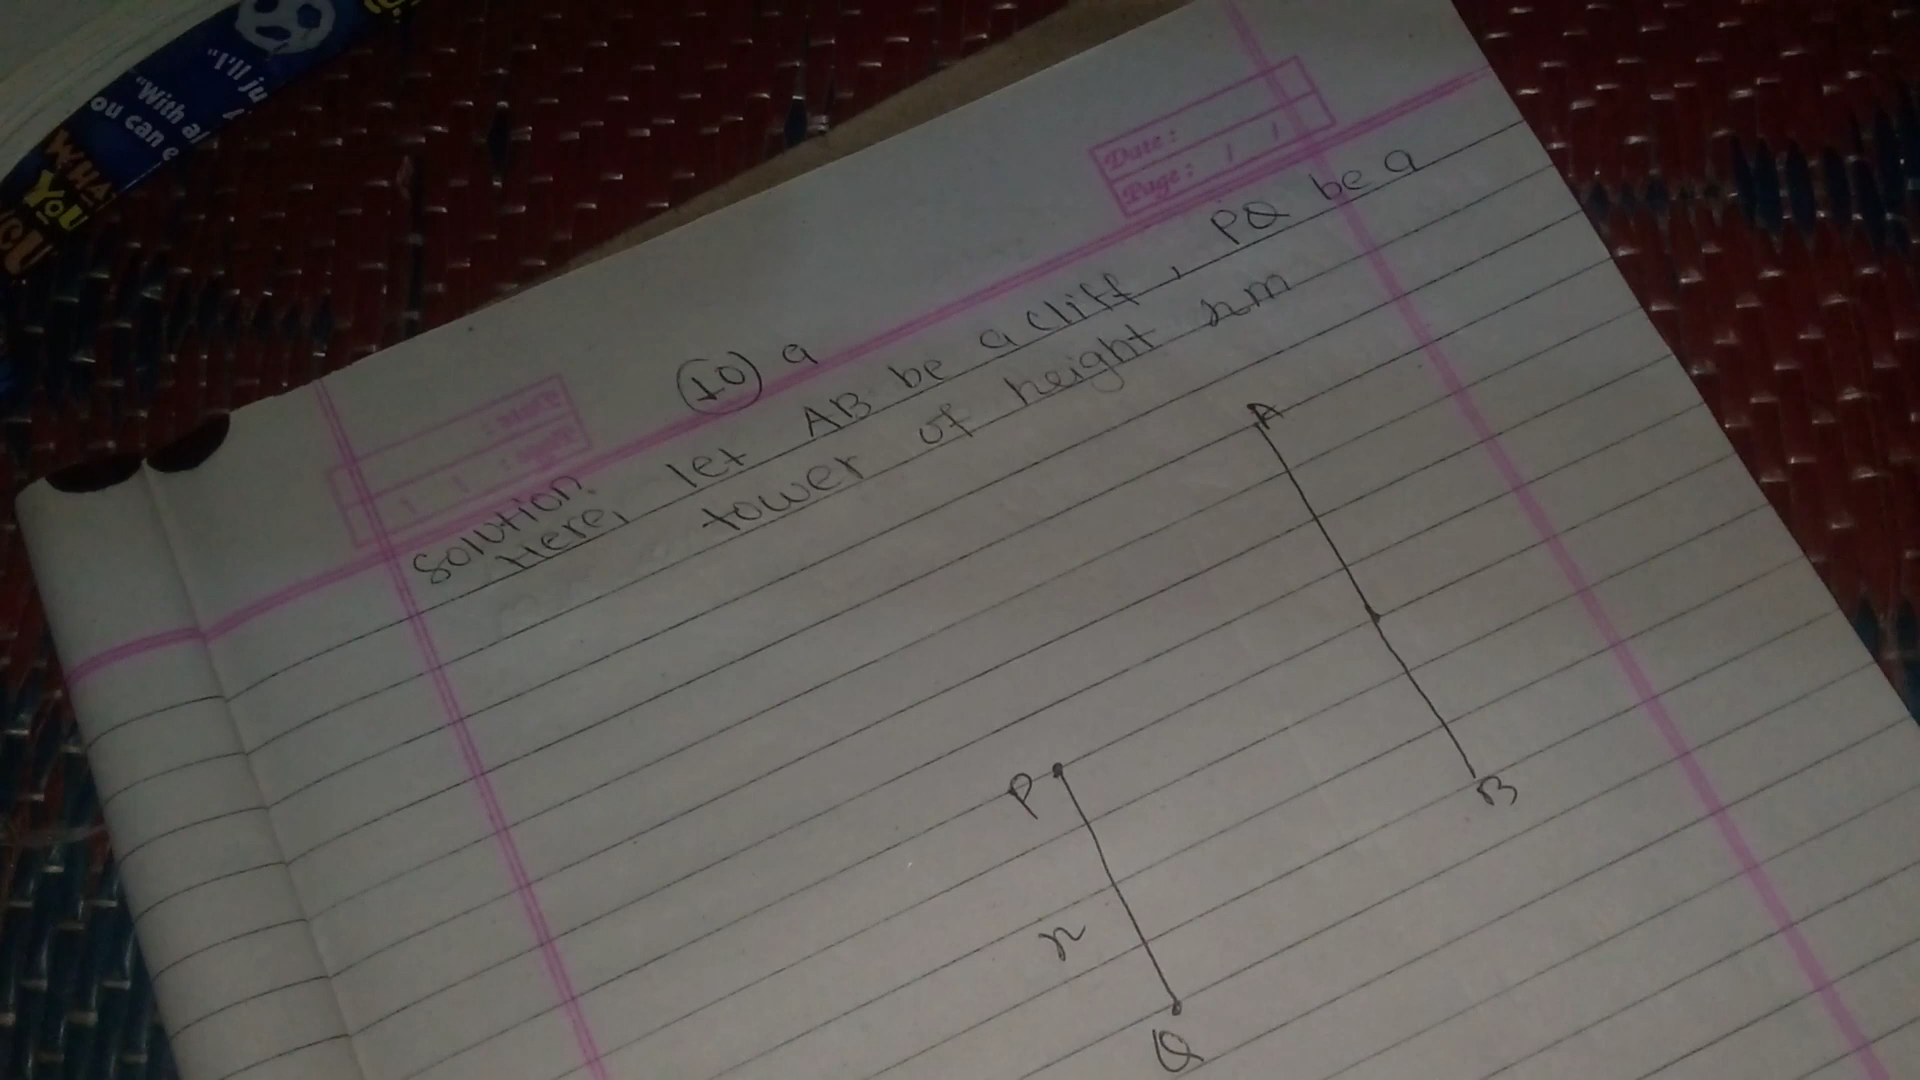 "I'll ju
"With al
ou can e
WHAT
YOU
Date:
Page:
(10) a
Solution
Here, let AB be a cliff, PQ be a
tower of height xm
A
B
P
x
Q